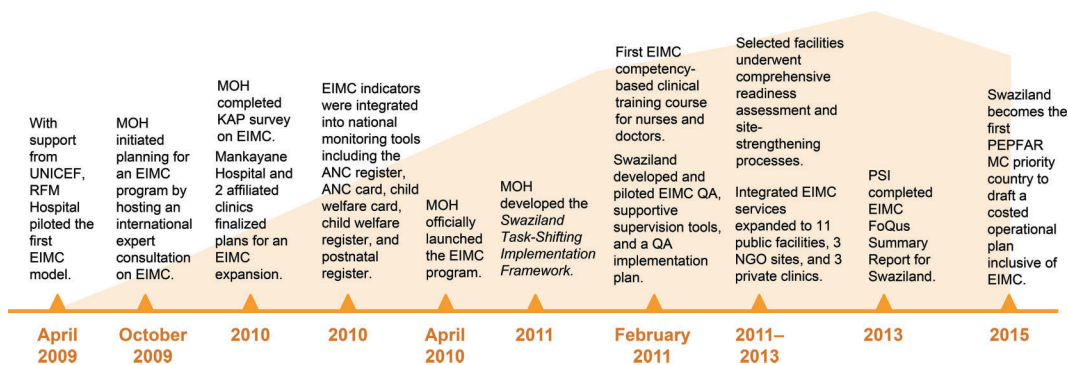 With
support
from
UNICEF,
RFM
Hospital
piloted the
first
EIMC
model.
April
2009
MOH
initiated
planning for
an EIMC
program by
hosting an
international
expert
consultation
on EIMC.
October
2009
MOH
completed
KAP survey
on EIMC.
Mankayane
Hospital and
2 affiliated
clinics
finalized
plans for an
EIMC
expansion.
2010
EIMC indicators
were integrated
into national
monitoring tools
including the
ANC register,
ANC card, child
welfare card,
child welfare
register, and
postnatal
register.
2010
MOH
officially
launched
the EIMC
program.
April
2010
MOH
developed the
Swaziland
Task-Shifting
Implementation
Framework.
2011
First EIMC
competency-
based clinical
training course
for nurses and
doctors.
Swaziland
developed and
piloted EIMC QA,
supportive
supervision tools,
and a QA
implementation
plan.
February
2011
Selected facilities
underwent
comprehensive
readiness
assessment and
site-
strengthening
processes.
Integrated EIMC
services
expanded to 11
public facilities, 3
NGO sites, and 3
private clinics.
2011–
2013
PSI
completed
EIMC
FoQus
Summary
Report for
Swaziland.
2013
Swaziland
becomes the
first
PEPFAR
MC priority
country to
draft a
costed
operational
plan
inclusive of
EIMC.
2015